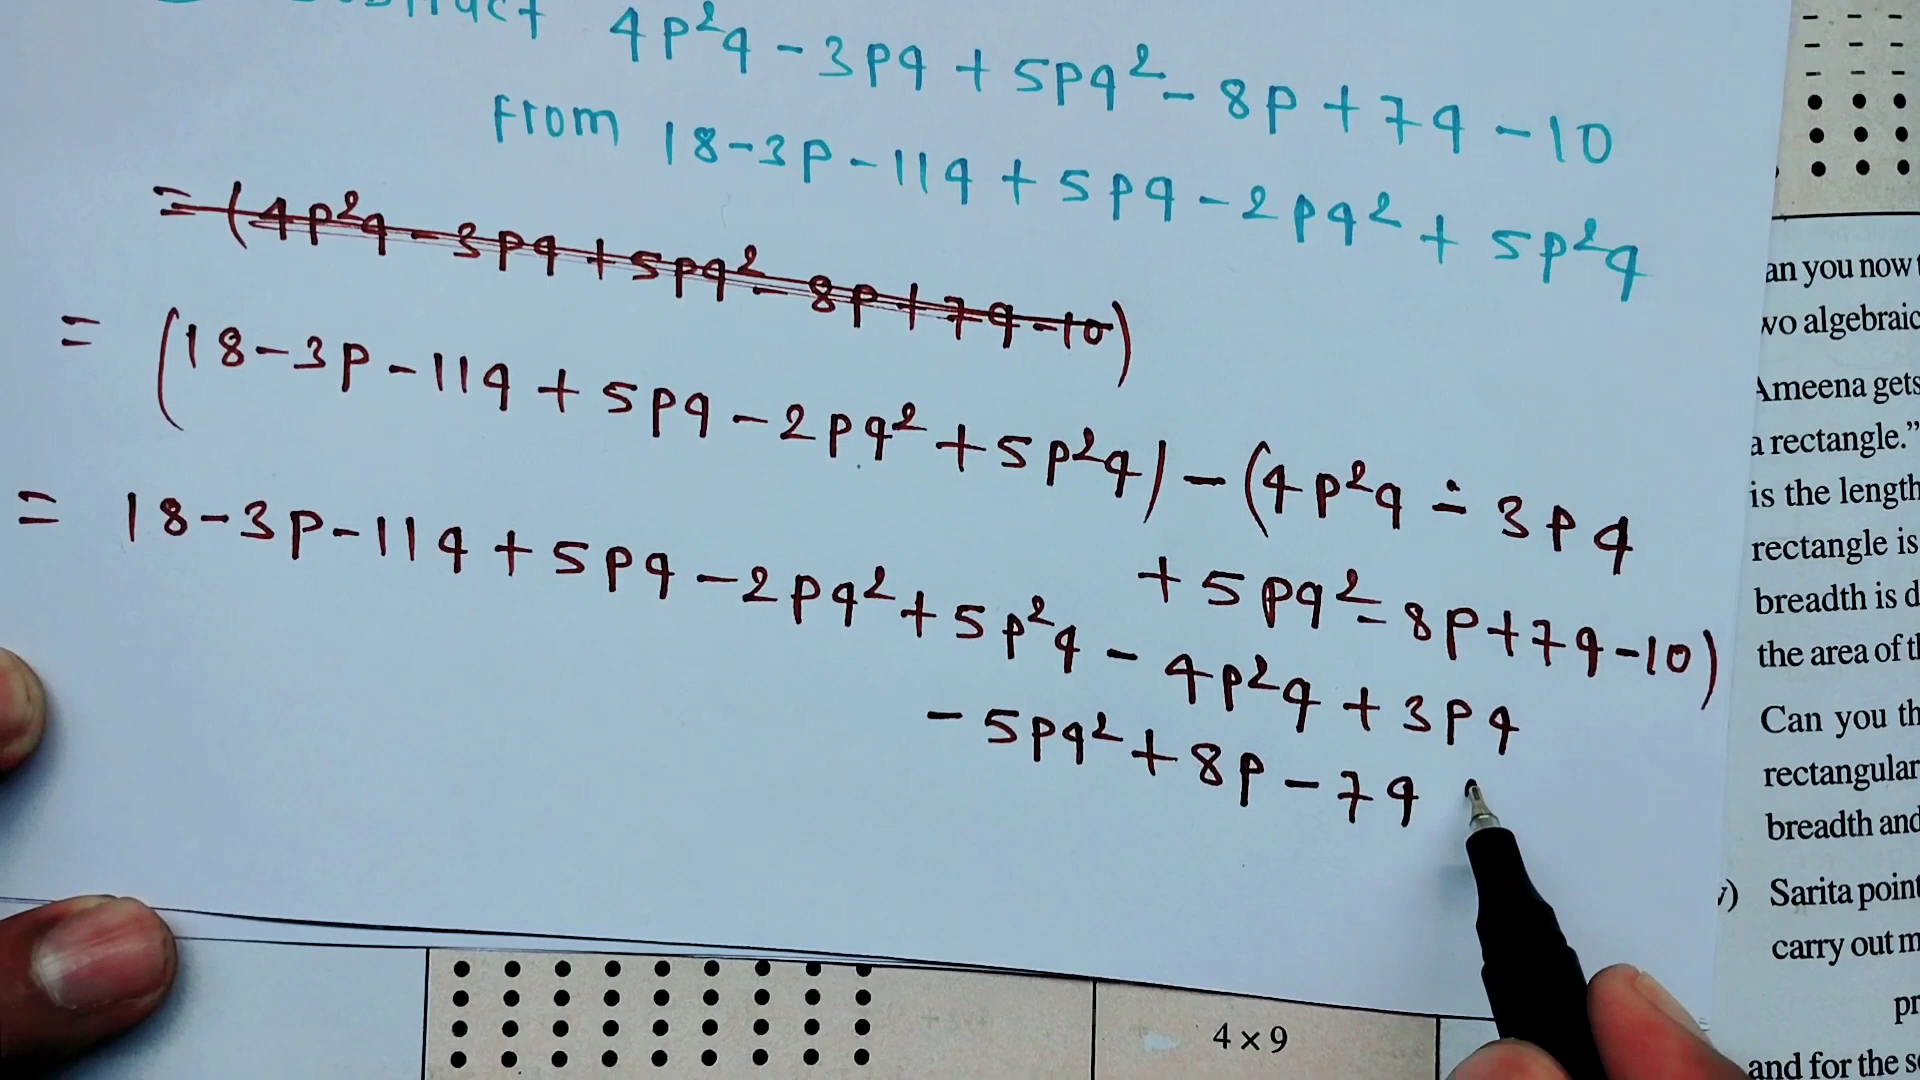 4p²q - 3pq + 5pq² - 8p + 7q - 10
From 18 - 3p - 11q + 5pq - 2pq² + 5p²q
= (4p²q - 3pq + 5pq² - 8p + 7q - 10)
= (18 - 3p - 11q + 5pq - 2pq² + 5p²q) - (4p²q - 3pq
+ 5pq² - 8p + 7q - 10)
= 18 - 3p - 11q + 5pq - 2pq² + 5p²q - 4p²q + 3pq
- 5pq² + 8p - 7q
an you now
wo algebraic
Ameena gets
a rectangle.”
is the length
rectangle is
breadth is d
the area of
Can you th
rectangular
breadth and
Sarita point
carry out m
pr
and for the s
4 × 9